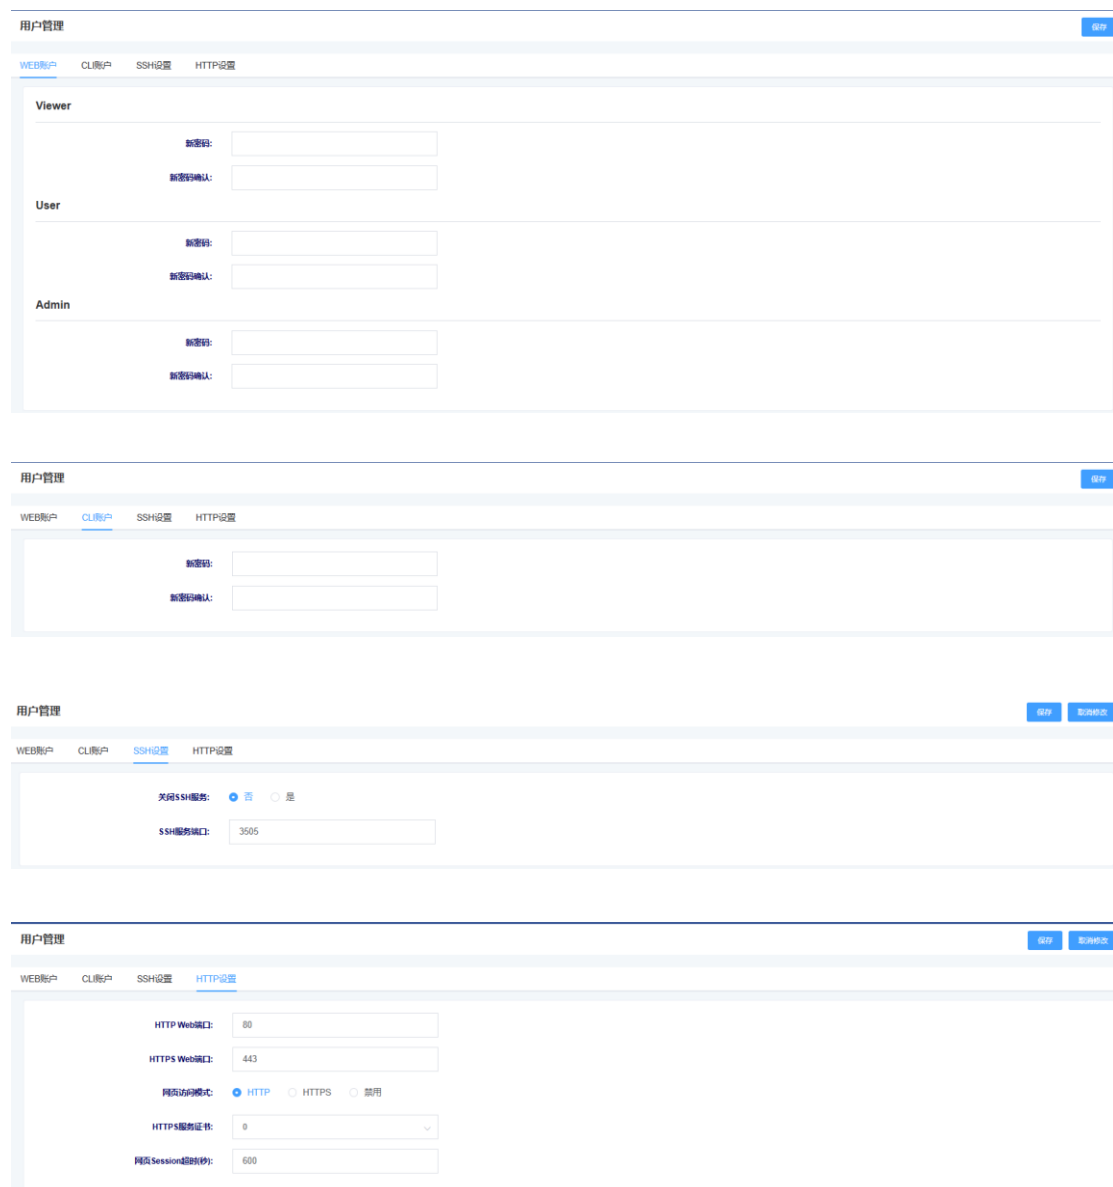 用户管理 保存
WEB账户 CLI账户 SSH设置 HTTP设置
Viewer
新密码:
新密码确认:
User
新密码:
新密码确认:
Admin
新密码:
新密码确认:
用户管理 保存
WEB账户 CLI账户 SSH设置 HTTP设置
新密码:
新密码确认:
用户管理 保存 取消修改
WEB账户 CLI账户 SSH设置 HTTP设置
关闭SSH服务: 否 是
SSH服务端口: 3505
用户管理 保存 取消修改
WEB账户 CLI账户 SSH设置 HTTP设置
HTTP Web端口: 80
HTTPS Web端口: 443
网页访问模式: HTTP HTTPS 禁用
HTTPS服务证书: 0
网页Session超时(秒): 600